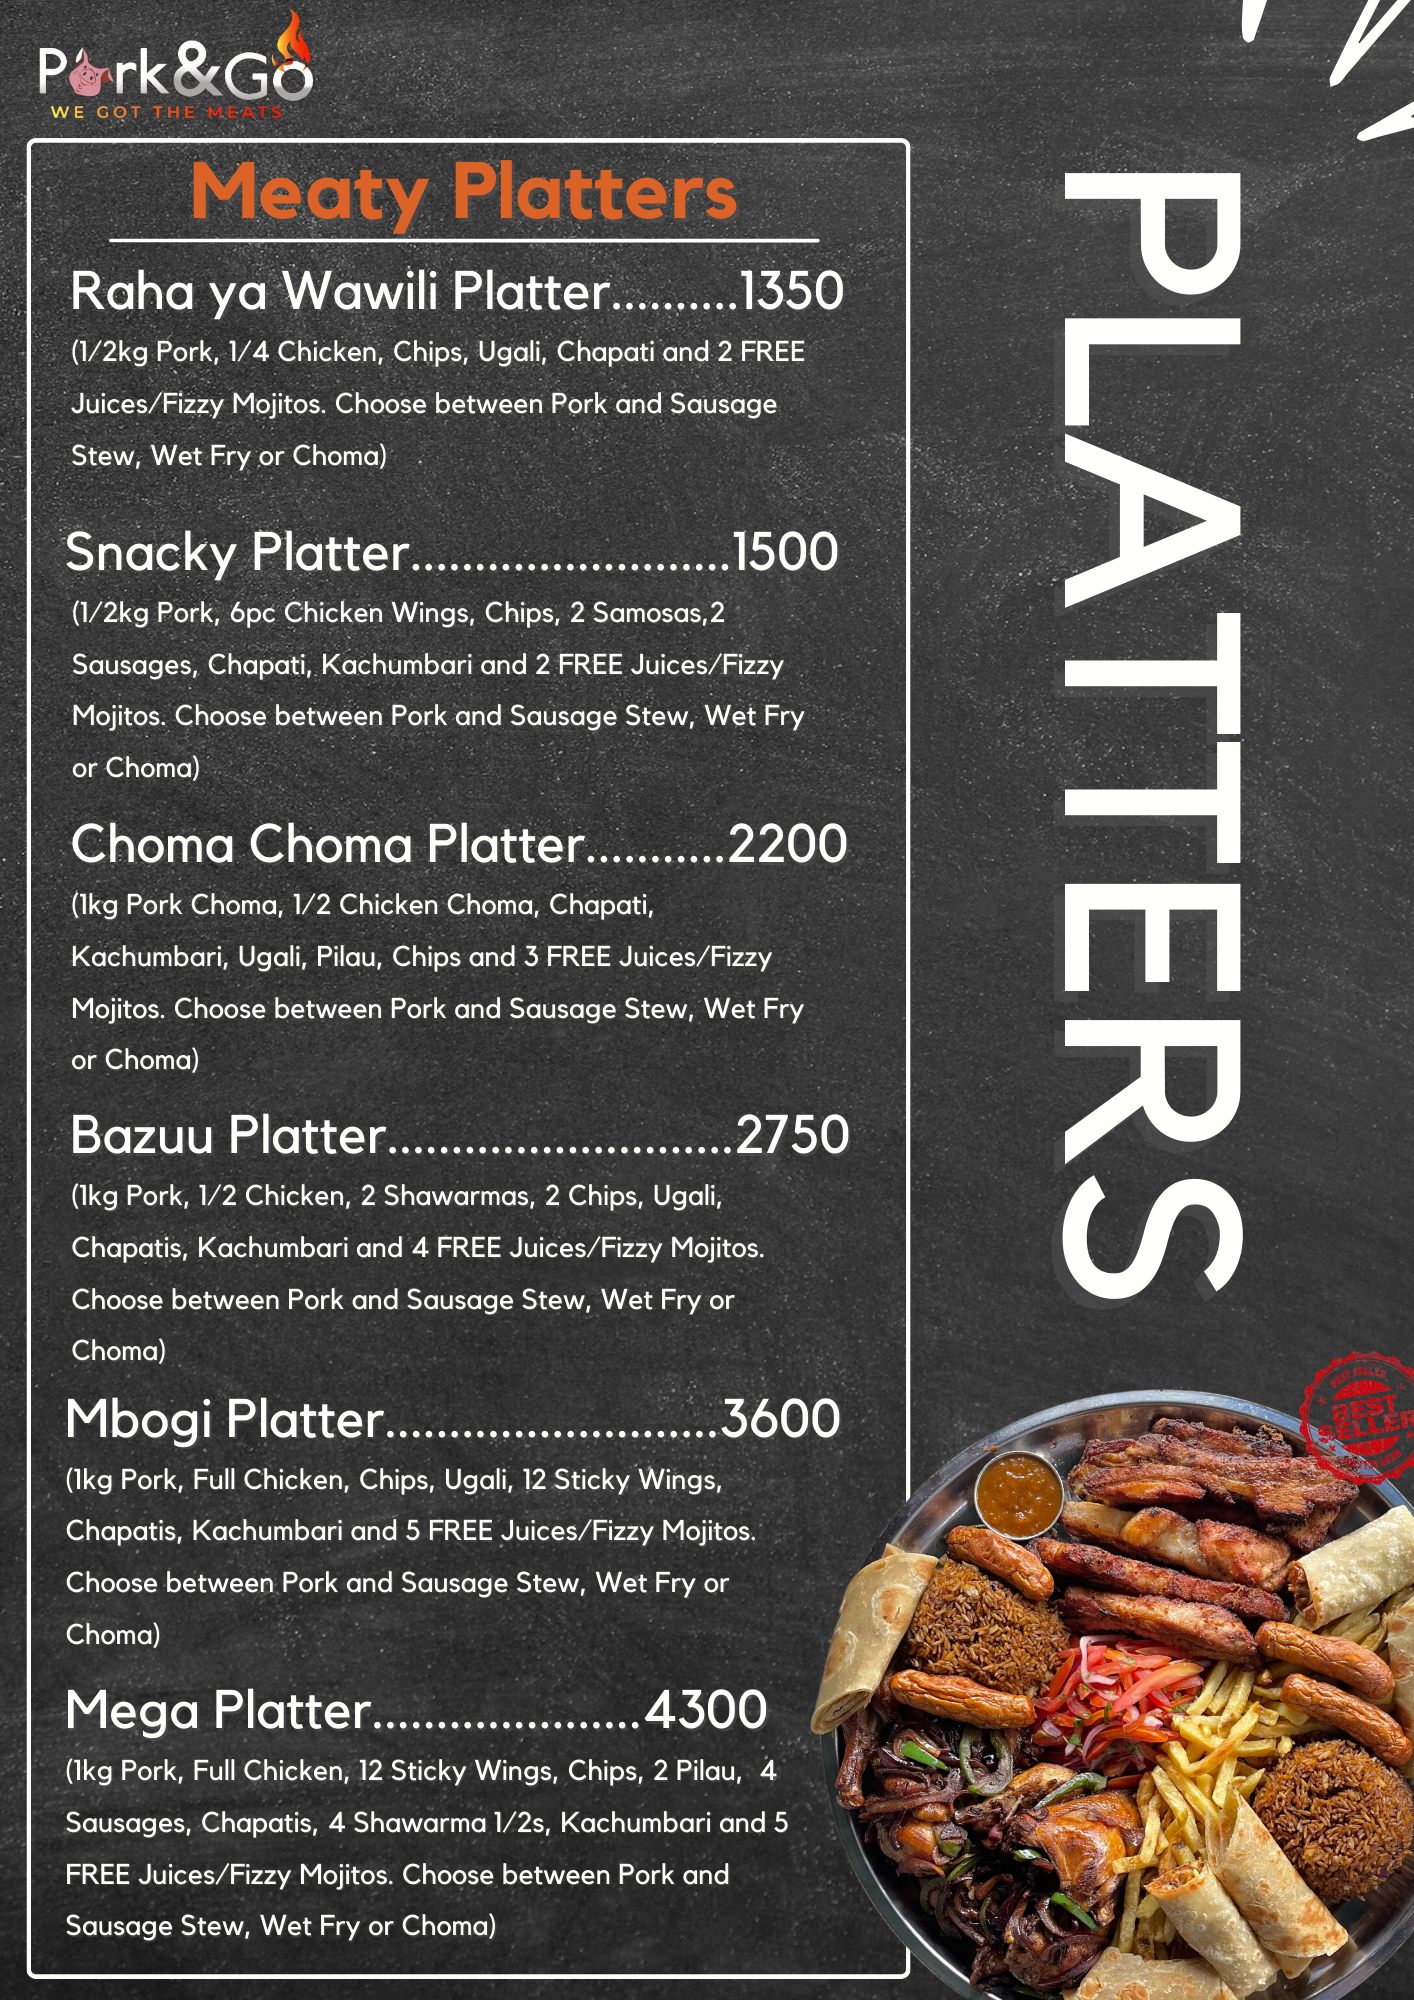 Pork&Go
WE GOT THE MEATS
Meaty Platters
Raha ya Wawili Platter..........1350
(1/2kg Pork, 1/4 Chicken, Chips, Ugali, Chapati and 2 FREE
Juices/Fizzy Mojitos. Choose between Pork and Sausage
Stew, Wet Fry or Choma)
Snacky Platter.........................1500
(1/2kg Pork, 6pc Chicken Wings, Chips, 2 Samosas,2
Sausages, Chapati, Kachumbari and 2 FREE Juices/Fizzy
Mojitos. Choose between Pork and Sausage Stew, Wet Fry
or Choma)
Choma Choma Platter...........2200
(1kg Pork Choma, 1/2 Chicken Choma, Chapati,
Kachumbari, Ugali, Pilau, Chips and 3 FREE Juices/Fizzy
Mojitos. Choose between Pork and Sausage Stew, Wet Fry
or Choma)
Bazuu Platter...........................2750
(1kg Pork, 1/2 Chicken, 2 Shawarmas, 2 Chips, Ugali,
Chapatis, Kachumbari and 4 FREE Juices/Fizzy Mojitos.
Choose between Pork and Sausage Stew, Wet Fry or
Choma)
Mbogi Platter..........................3600
(1kg Pork, Full Chicken, Chips, Ugali, 12 Sticky Wings,
Chapatis, Kachumbari and 5 FREE Juices/Fizzy Mojitos.
Choose between Pork and Sausage Stew, Wet Fry or
Choma)
Mega Platter.....................4300
(1kg Pork, Full Chicken, 12 Sticky Wings, Chips, 2 Pilau,  4
Sausages, Chapatis, 4 Shawarma 1/2s, Kachumbari and 5
FREE Juices/Fizzy Mojitos. Choose between Pork and
Sausage Stew, Wet Fry or Choma)
PLATTERS
BEST SELLER
BEST
SELLER